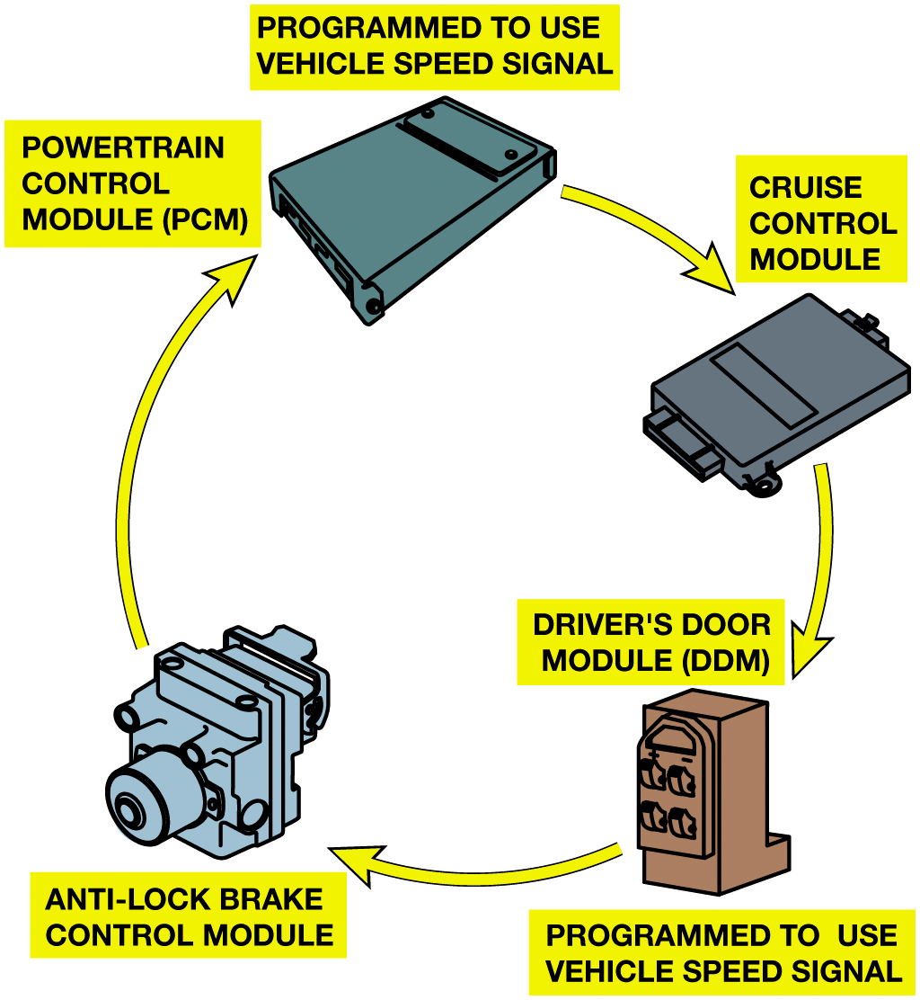 PROGRAMMED TO USE
VEHICLE SPEED SIGNAL
POWERTRAIN
CONTROL
MODULE (PCM)
CRUISE
CONTROL
MODULE
DRIVER'S DOOR
MODULE (DDM)
ANTI-LOCK BRAKE
CONTROL MODULE
PROGRAMMED TO USE
VEHICLE SPEED SIGNAL